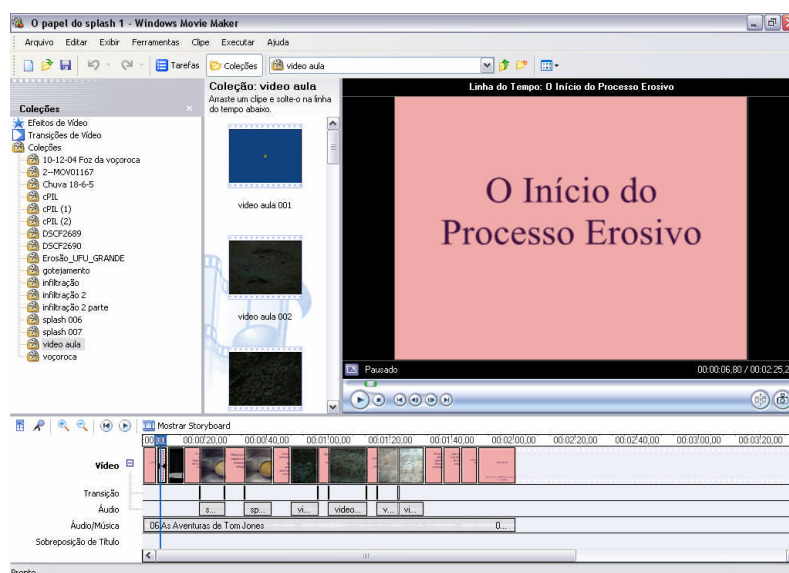 O papel do splash 1 - Windows Movie Maker
Arquivo Editar Exibir Ferramentas Clipe Executar Ajuda
Tarefas Coleções video aula
Coleções
Efeitos de Vídeo
Transições de Vídeo
Coleções
10-12-04 Foz da voçoroca
2--MOV01167
Chuva 18-6-5
cPIL
cPIL (1)
cPIL (2)
DSCF2689
DSCF2690
Erosão_UFU_GRANDE
gotejamento
infiltração
infiltração 2
infiltração 2 parte
splash 006
splash 007
video aula
voçoroca
Coleção: video aula
Arraste um clipe e solte-o na linha
do tempo abaixo.
video aula 001
video aula 002
Linha do Tempo: O Início do Processo Erosivo
O Início do
Processo Erosivo
Pausado 00:00:06,80 / 00:02:25,2
Mostrar Storyboard
00:00:20,00 00:00:40,00 00:01:00,00 00:01:20,00 00:01:40,00 00:02:00,00 00:02:20,00 00:02:40,00 00:03:00,00 00:03:20,00
Vídeo
Transição
Áudio s... sp... vi... video... v... vi...
Áudio/Música 06 As Aventuras de Tom Jones 0...
Sobreposição de Título
Pronto